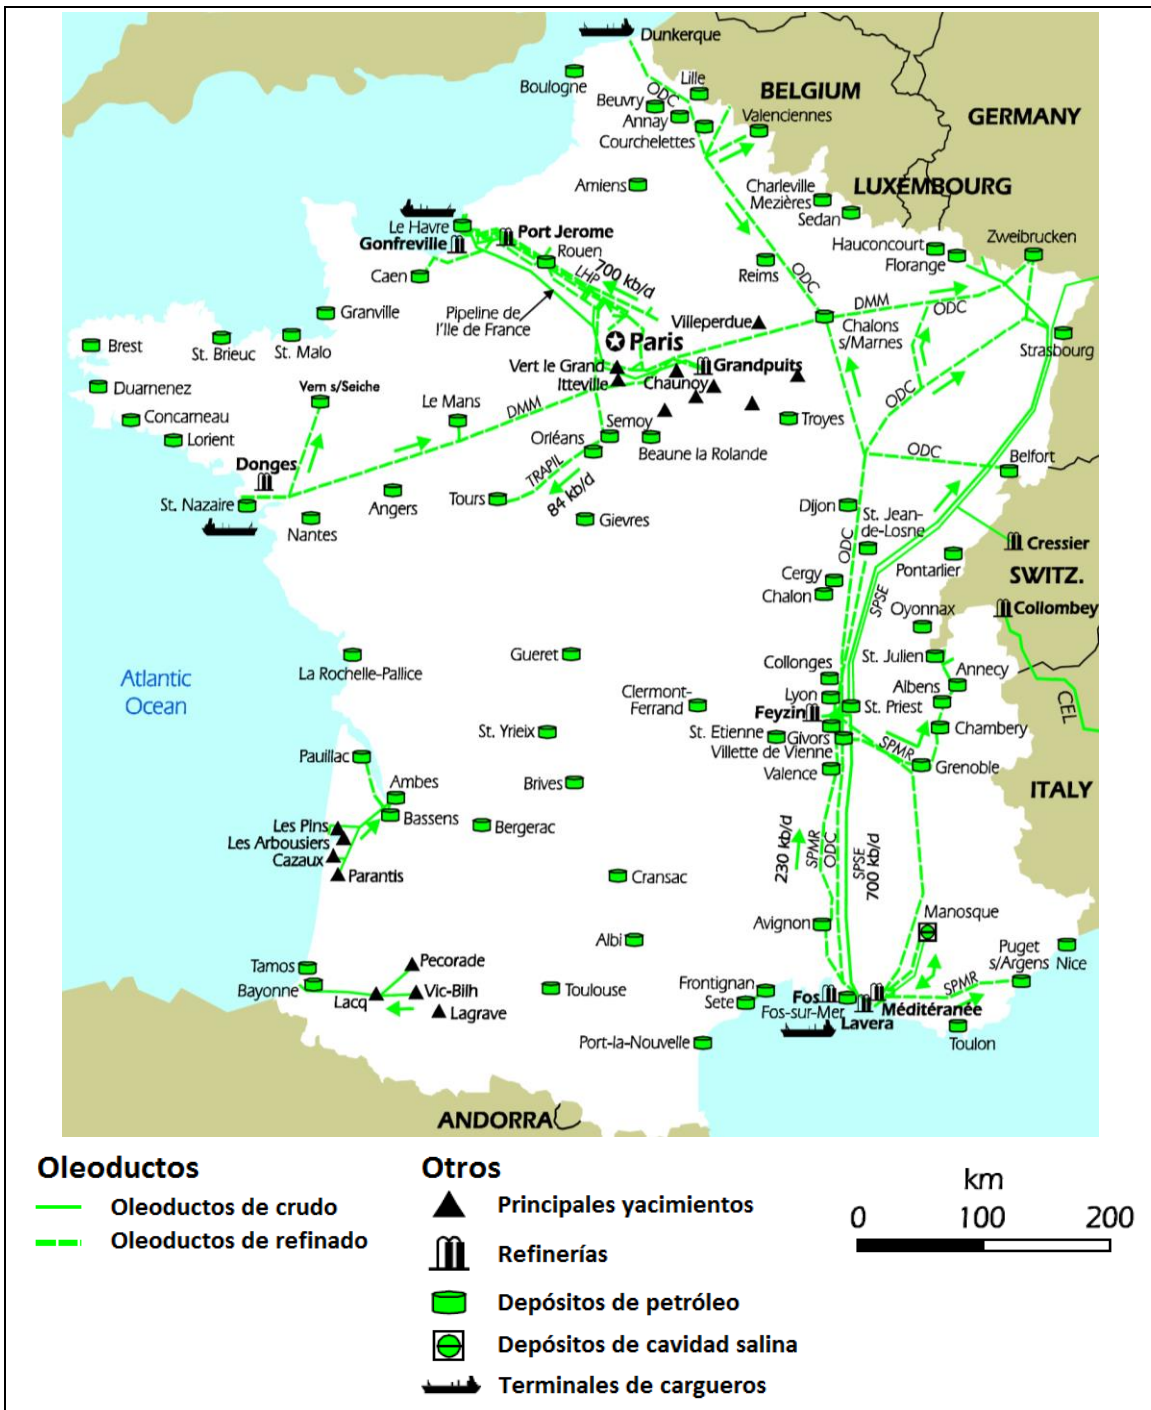 Dunkerque
Boulogne
Lille
BELGIUM
GERMANY
Beuvry
ODC
Annay
Valenciennes
Courchelettes
Amiens
Charleville
Mezières
LUXEMBOURG
Sedan
Le Havre
Port Jerome
Gonfreville
Rouen
Hauconcourt
Zweibrucken
Florange
Caen
LHP
700 kb/d
Reims
ODC
Pipeline de
l'Ile de France
DMM
ODC
Granville
Villeperdue
Chalons
s/Marnes
Brest
St. Brieuc
St. Malo
Paris
Strasbourg
Vert le Grand
Grandpuits
Itteville
Chaunoy
Duarnenez
Vern s/Seiche
Le Mans
DMM
ODC
Concarneau
Semoy
Troyes
Lorient
Orléans
Beaune la Rolande
ODC
Belfort
Donges
TRAPIL
84 kb/d
St. Nazaire
Angers
Tours
Dijon
St. Jean-
de-Losne
Nantes
Gievres
ODC
Cressier
Pontarlier
Cergy
SWITZ.
Chalon
SPSE
Oyonnax
Collombey
La Rochelle-Pallice
Gueret
Collonges
St. Julien
Annecy
Atlantic
Ocean
Clermont-
Ferrand
Lyon
Albens
CEL
Feyzin
St. Priest
St. Yrieix
St. Etienne
Givors
SPMR
Chambery
Villette de Vienne
Pauillac
Valence
Grenoble
Ambes
Brives
ITALY
Bassens
Les Pins
Bergerac
Les Arbousiers
230 kb/d
SPMR
ODC
SPSE
700 kb/d
Cazaux
Parantis
Cransac
Manosque
Avignon
Albi
Puget
s/Argens
Nice
Pecorade
Tamos
Bayonne
Lacq
Vic-Bilh
Lagrave
Toulouse
Frontignan
Sete
Fos
Fos-sur-Mer
SPMR
Méditéranée
Lavera
Port-la-Nouvelle
Toulon
ANDORRA
Oleoductos
Oleoductos de crudo
Oleoductos de refinado
Otros
Principales yacimientos
Refinerías
Depósitos de petróleo
Depósitos de cavidad salina
Terminales de cargueros
km
0 100 200